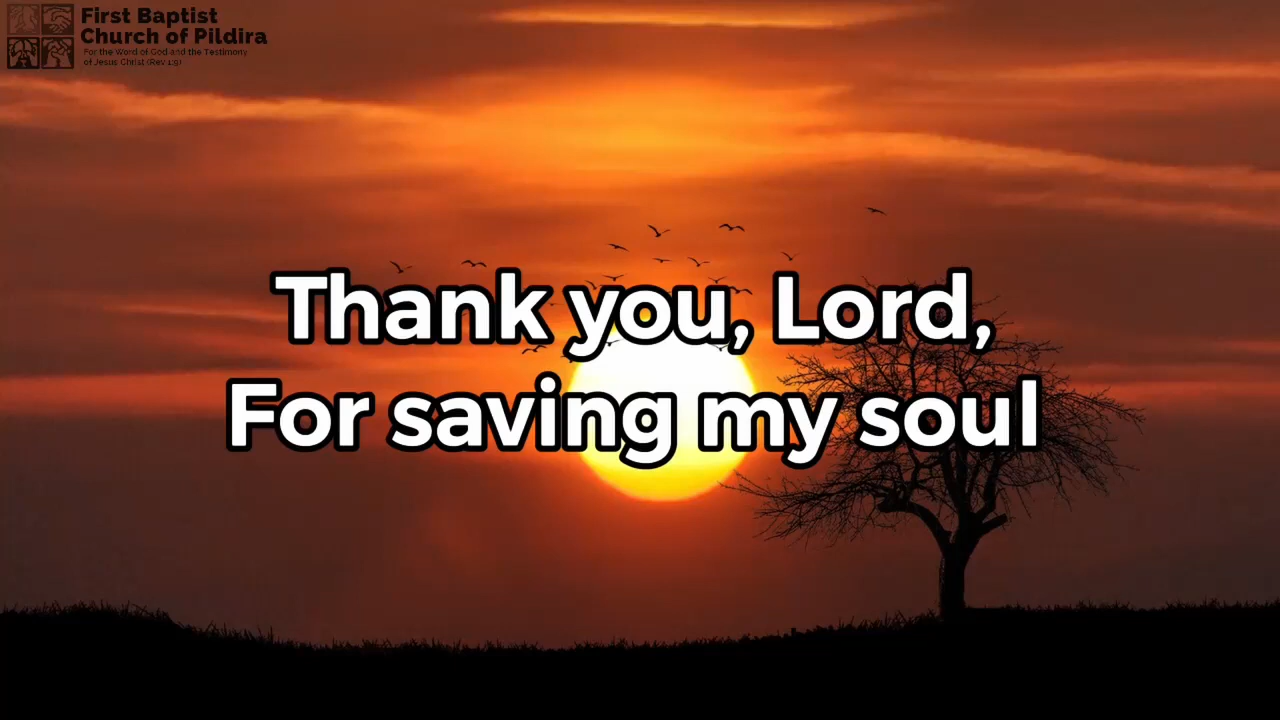 First Baptist
Church of Pildira
For the Word of God and the Testimony
of Jesus Christ (Rev 1:9)
Thank you, Lord,
For saving my soul